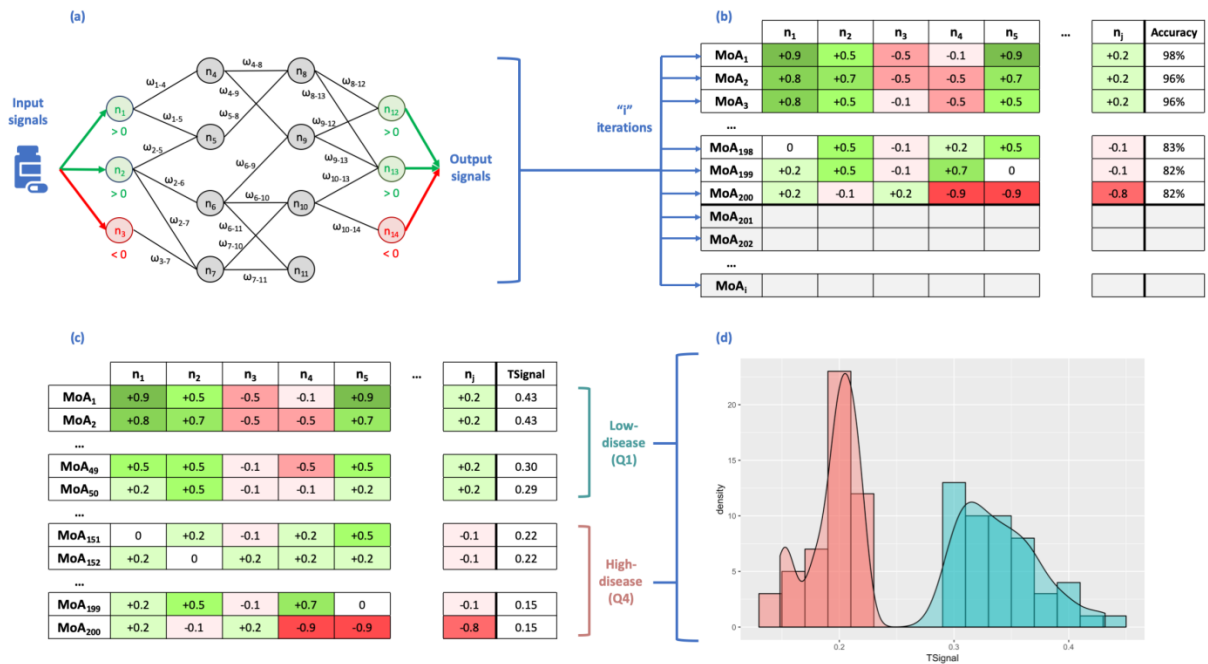 (a)
Input
signals
n1
> 0
n2
> 0
n3
< 0
ω1-4
ω1-5
ω2-5
ω2-6
ω2-7
ω3-7
n4
n5
n6
n7
ω4-8
ω4-9
ω5-8
ω6-9
ω6-10
ω6-11
ω7-10
ω7-11
n8
n9
n10
n11
ω8-12
ω8-13
ω9-12
ω9-13
ω10-13
ω10-14
n12
> 0
n13
> 0
n14
< 0
Output
signals
"i"
iterations
(b)
n1 n2 n3 n4 n5 ... nj Accuracy
MoA1 +0.9 +0.5 -0.5 -0.1 +0.9 +0.2 98%
MoA2 +0.8 +0.7 -0.5 -0.5 +0.7 +0.2 96%
MoA3 +0.8 +0.5 -0.1 -0.5 +0.5 +0.2 96%
...
MoA198 0 +0.5 -0.1 +0.2 +0.5 -0.1 83%
MoA199 +0.2 +0.5 -0.1 +0.7 0 -0.1 82%
MoA200 +0.2 -0.1 +0.2 -0.9 -0.9 -0.8 82%
MoA201
MoA202
...
MoAi
(c)
n1 n2 n3 n4 n5 ... nj TSignal
MoA1 +0.9 +0.5 -0.5 -0.1 +0.9 +0.2 0.43
MoA2 +0.8 +0.7 -0.5 -0.5 +0.7 +0.2 0.43
...
MoA49 +0.5 +0.5 -0.1 -0.5 +0.5 +0.2 0.30
MoA50 +0.2 +0.5 -0.1 -0.1 +0.2 +0.2 0.29
MoA151 0 +0.2 -0.1 +0.2 +0.5 -0.1 0.22
MoA152 +0.2 0 +0.2 +0.2 +0.2 -0.1 0.22
...
MoA199 +0.2 +0.5 -0.1 +0.7 0 -0.1 0.15
MoA200 +0.2 -0.1 +0.2 -0.9 -0.9 -0.8 0.15
Low-
disease
(Q1)
High-
disease
(Q4)
(d)
density
20
15
10
5
0
0.2 0.3 0.4
TSignal